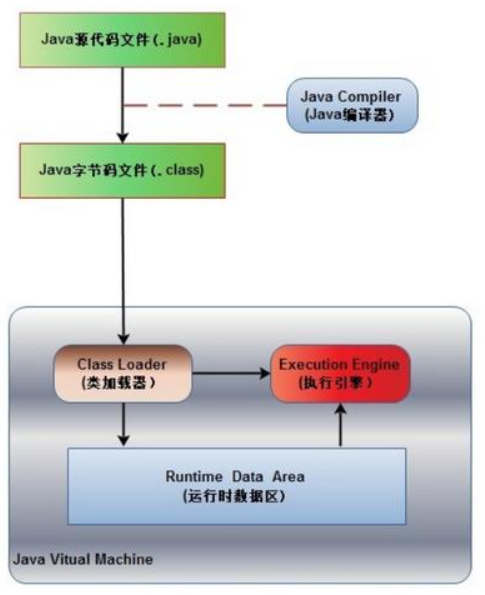 Java源代码文件(.java)
Java Compiler
(Java编译器)
Java字节码文件(.class)
Class Loader
(类加载器)
Execution Engine
(执行引擎)
Runtime Data Area
(运行时数据区)
Java Vitual Machine